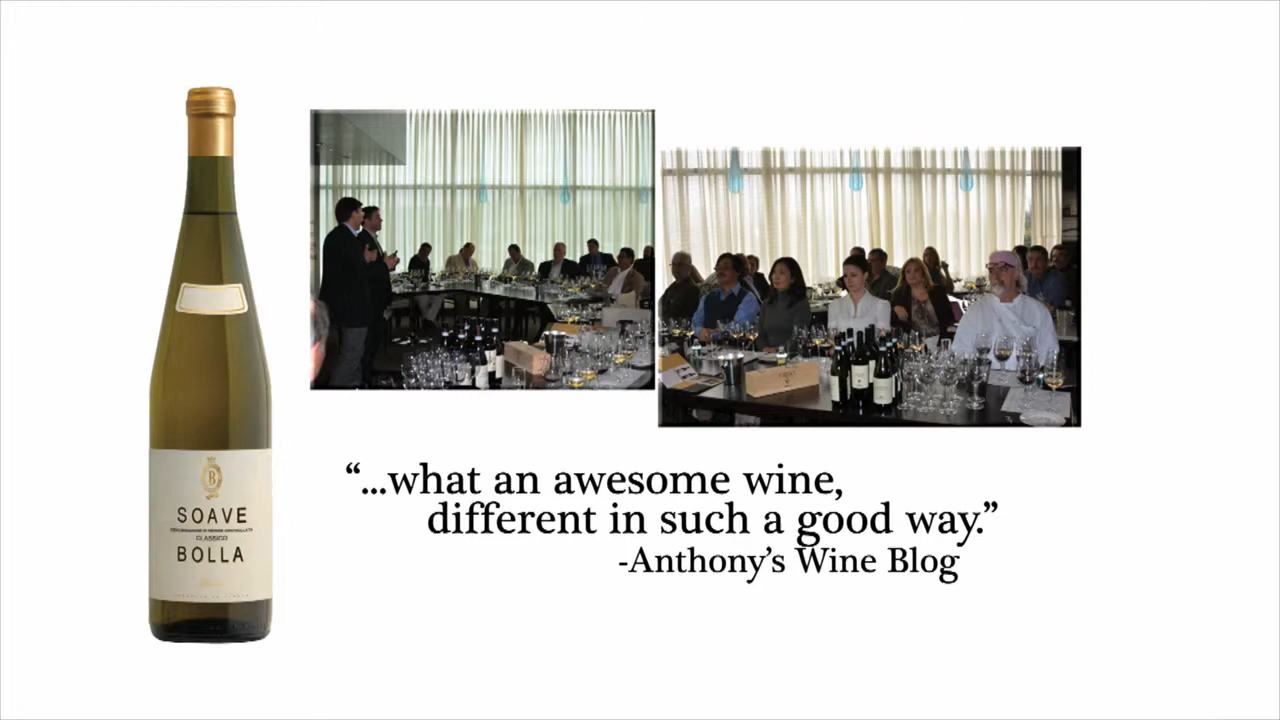 B
SOAVE
CLASSICO
BOLLA
“...what an awesome wine,
different in such a good way.”
-Anthony’s Wine Blog